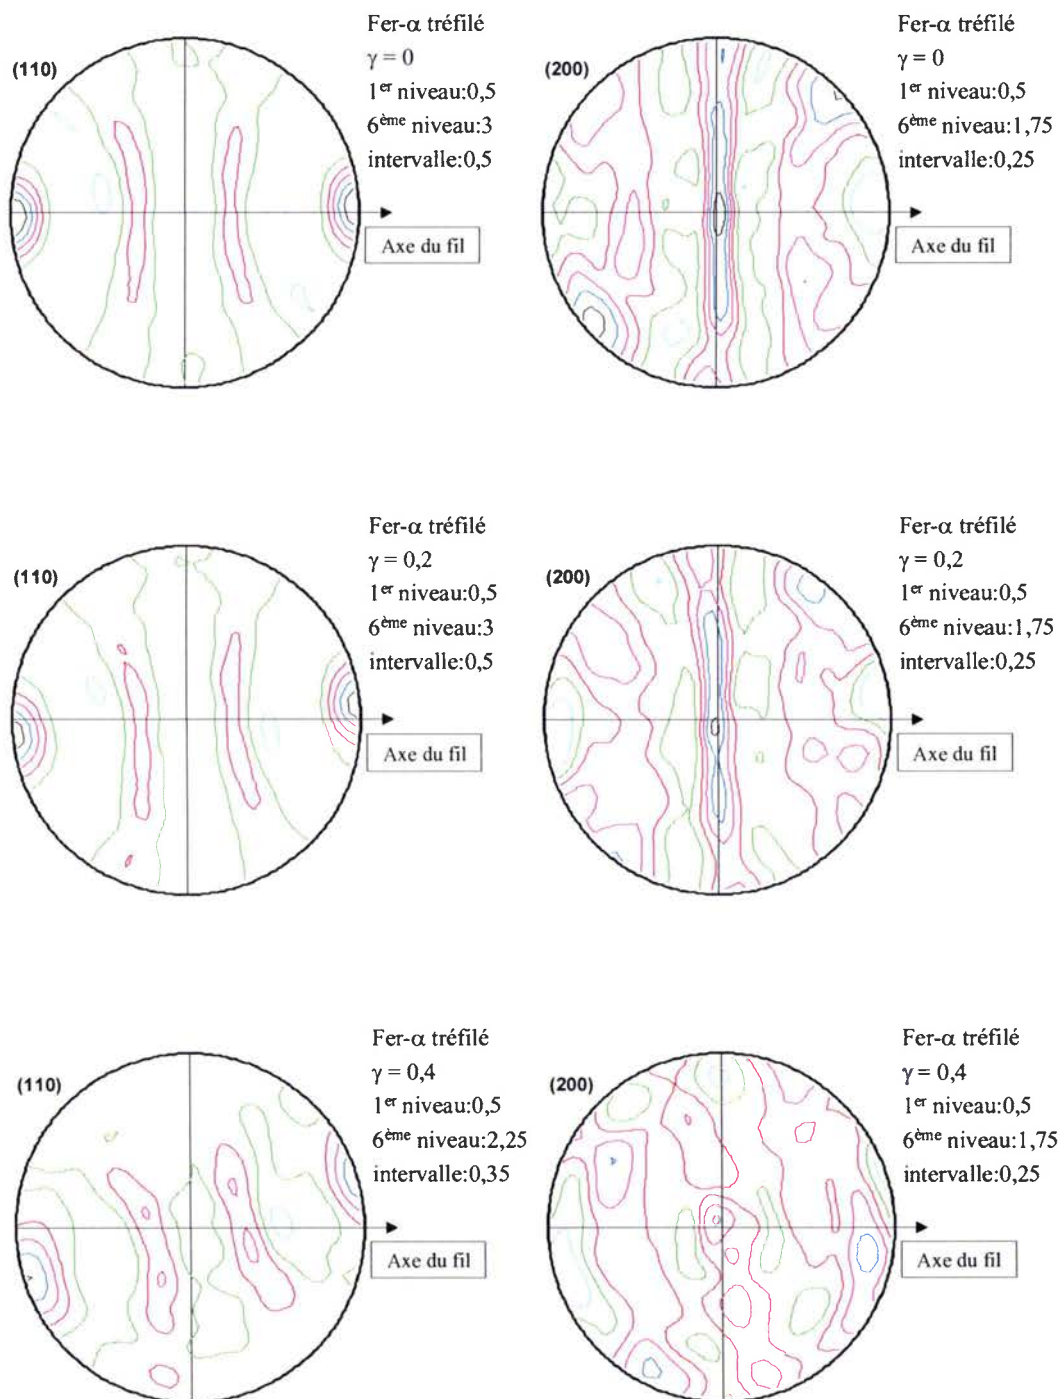 (110)
Fer-α tréfilé
γ = 0
1er niveau:0,5
6ème niveau:3
intervalle:0,5
Axe du fil
(200)
Fer-α tréfilé
γ = 0
1er niveau:0,5
6ème niveau:1,75
intervalle:0,25
Axe du fil
(110)
Fer-α tréfilé
γ = 0,2
1er niveau:0,5
6ème niveau:3
intervalle:0,5
Axe du fil
(200)
Fer-α tréfilé
γ = 0,2
1er niveau:0,5
6ème niveau:1,75
intervalle:0,25
Axe du fil
(110)
Fer-α tréfilé
γ = 0,4
1er niveau:0,5
6ème niveau:2,25
intervalle:0,35
Axe du fil
(200)
Fer-α tréfilé
γ = 0,4
1er niveau:0,5
6ème niveau:1,75
intervalle:0,25
Axe du fil